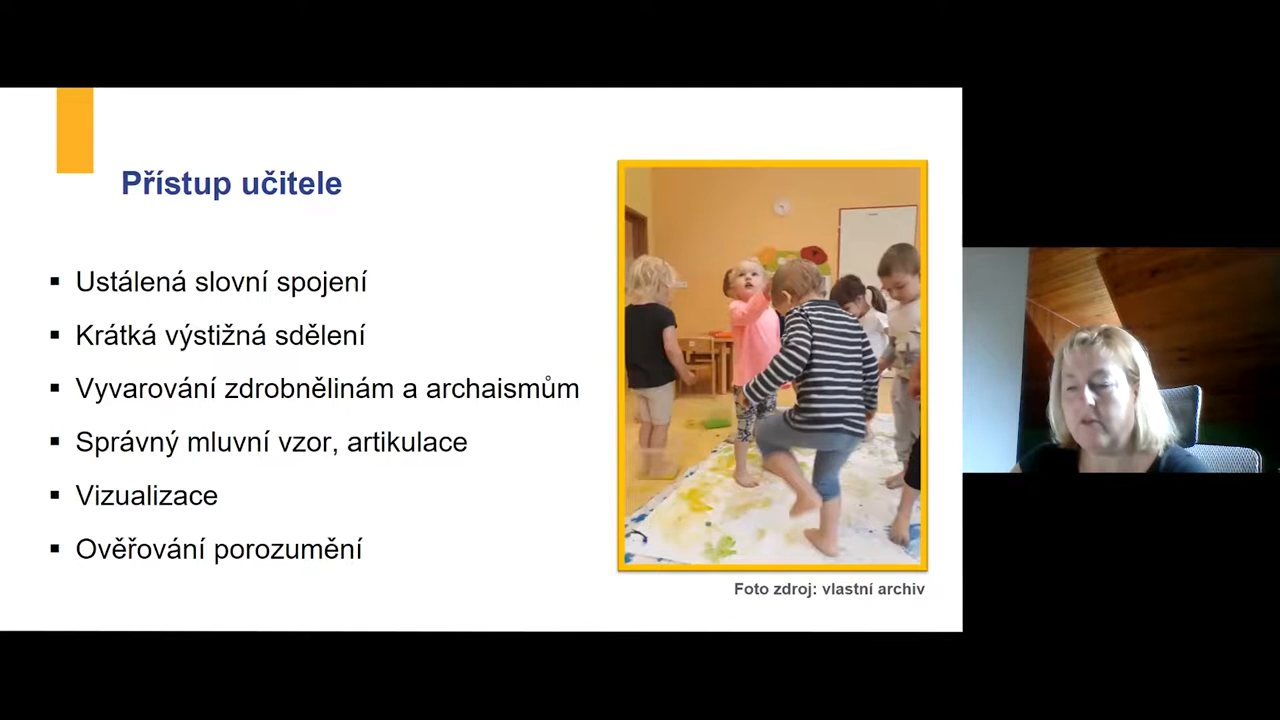 Přístup učitele
Ustálená slovní spojení
Krátká výstižná sdělení
Vyvarování zdrobnělinám a archaismům
Správný mluvní vzor, artikulace
Vizualizace
Ověřování porozumění
Foto zdroj: vlastní archiv